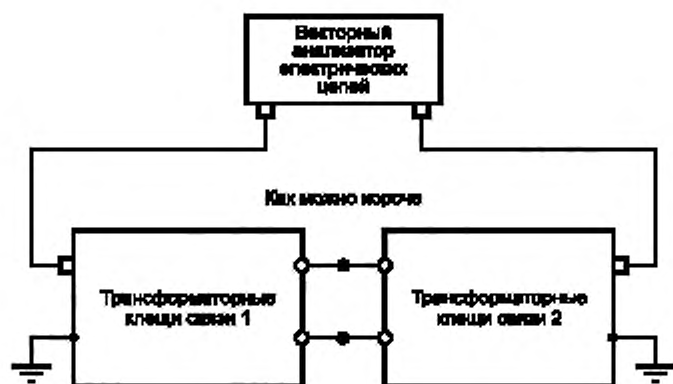 Векторный
анализатор
электрических
цепей
Как можно короче
Трансформаторные
клещи связи 1
Трансформаторные
клещи связи 2